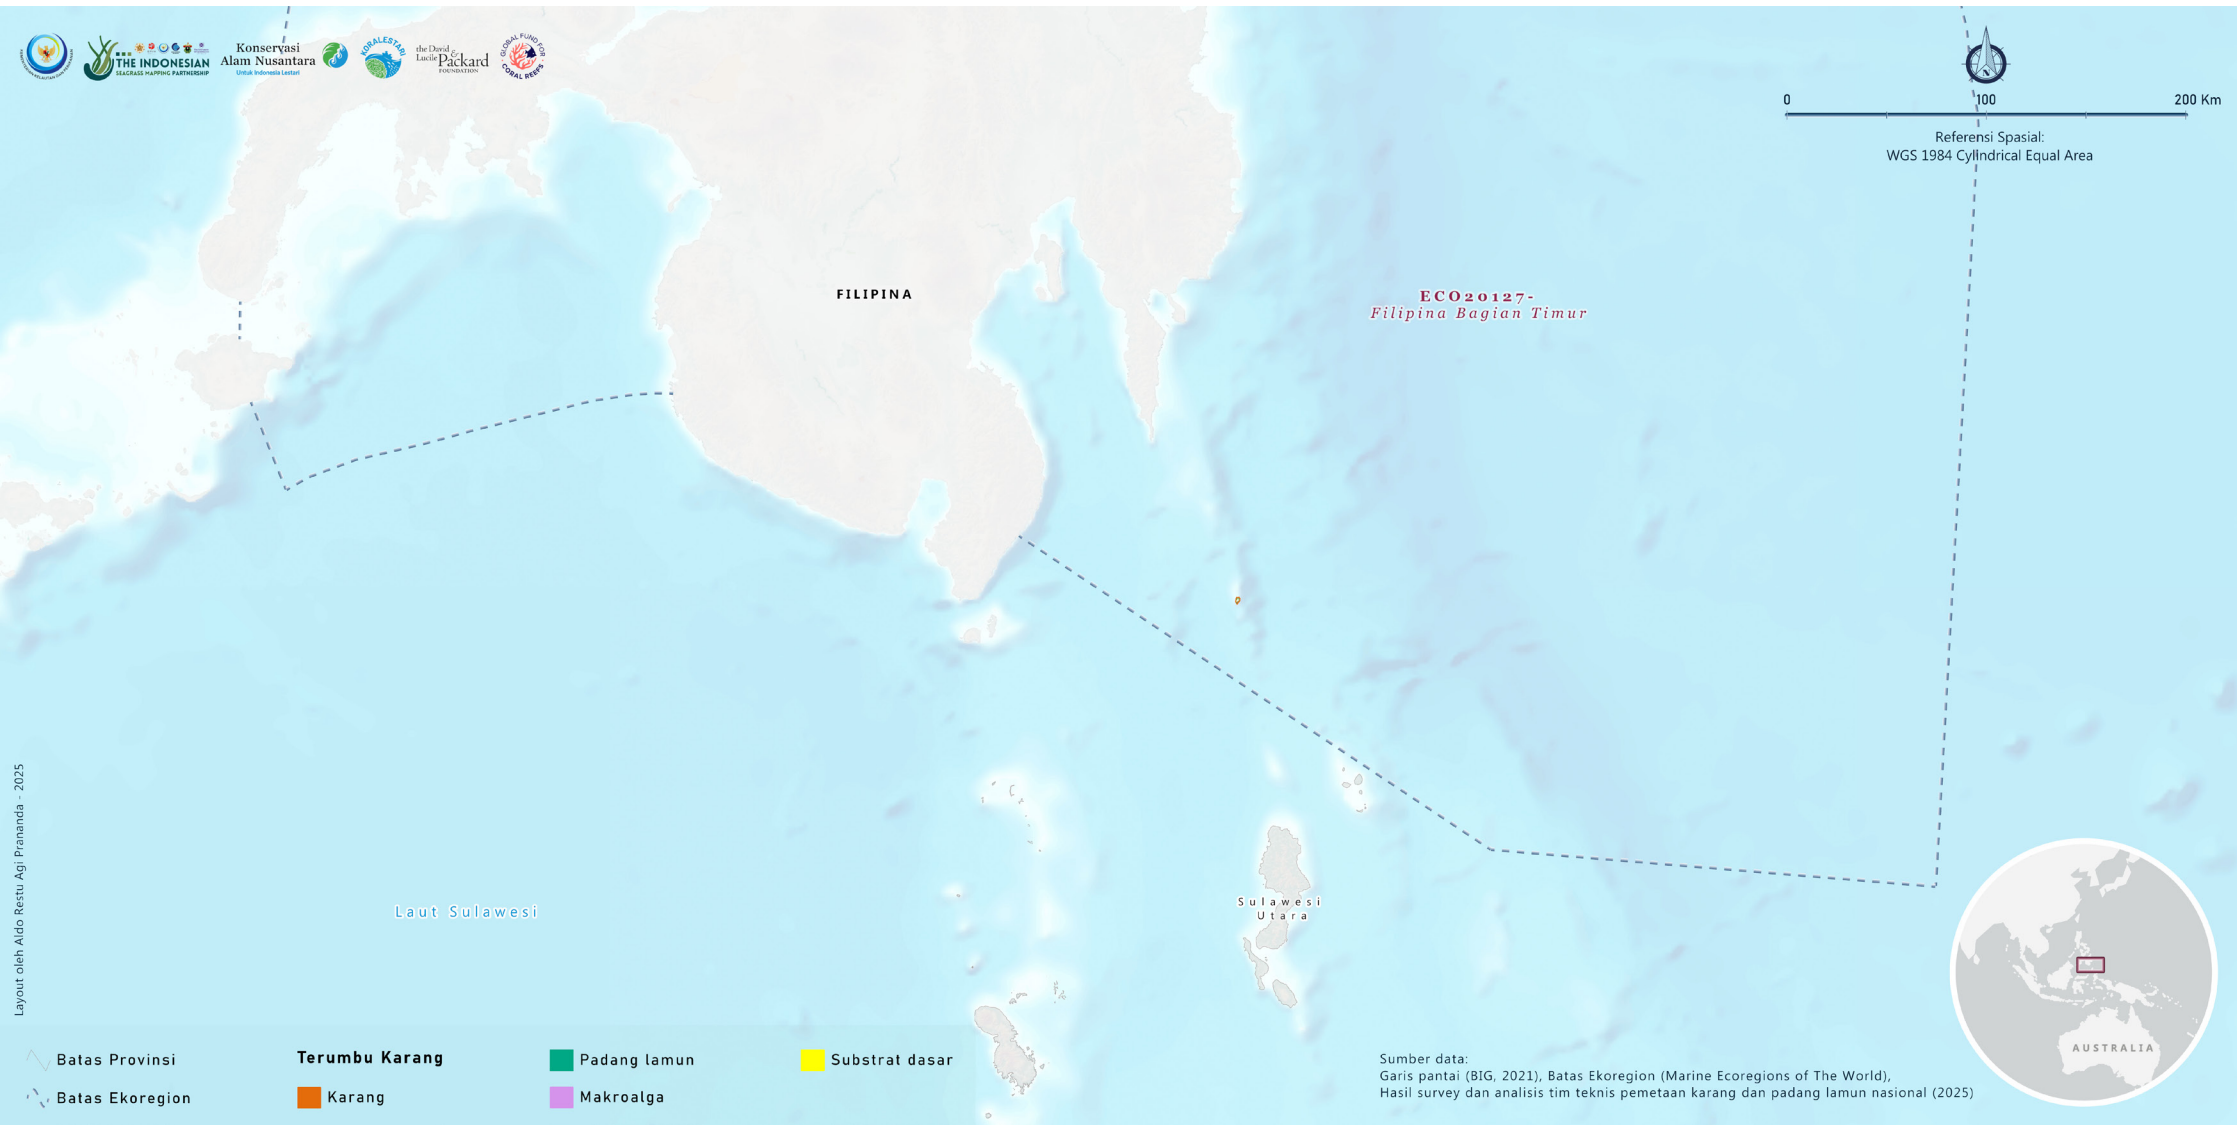 KEMENTERIAN KELAUTAN DAN PERIKANAN
THE INDONESIAN
SEAGRASS MAPPING PARTNERSHIP
Konservasi
Alam Nusantara
Untuk Indonesia Lestari
KORALESTARI
the David
Lucile & Packard
FOUNDATION
GLOBAL FUND FOR
CORAL REEFS
N
0 100 200 Km
Referensi Spasial:
WGS 1984 Cylindrical Equal Area
FILIPINA
ECO20127-
Filipina Bagian Timur
Laut Sulawesi
Sulawesi
Utara
Layout oleh Aldo Restu Agi Prananda - 2025
Batas Provinsi
Batas Ekoregion
Terumbu Karang
Karang
Padang lamun
Makroalga
Substrat dasar
Sumber data:
Garis pantai (BIG, 2021), Batas Ekoregion (Marine Ecoregions of The World),
Hasil survey dan analisis tim teknis pemetaan karang dan padang lamun nasional (2025)
AUSTRALIA